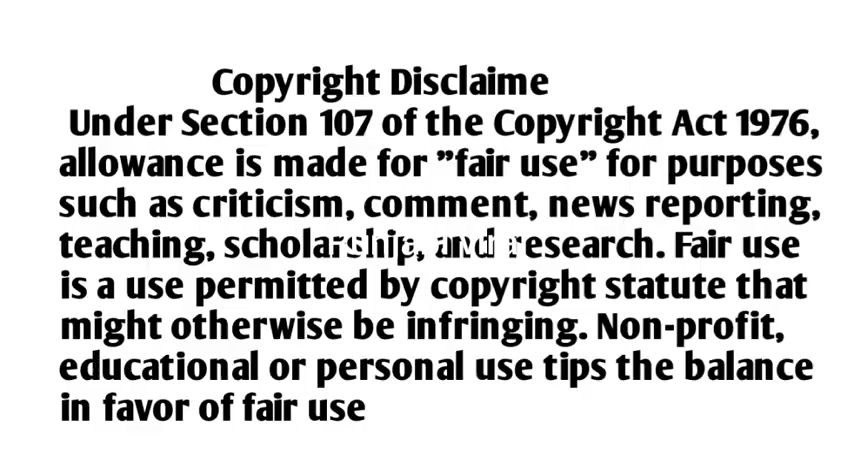 Copyright Disclaime
Under Section 107 of the Copyright Act 1976,
allowance is made for ”fair use” for purposes
such as criticism, comment, news reporting,
teaching, scholarship, and research. Fair use
is a use permitted by copyright statute that
might otherwise be infringing. Non-profit,
educational or personal use tips the balance
in favor of fair use